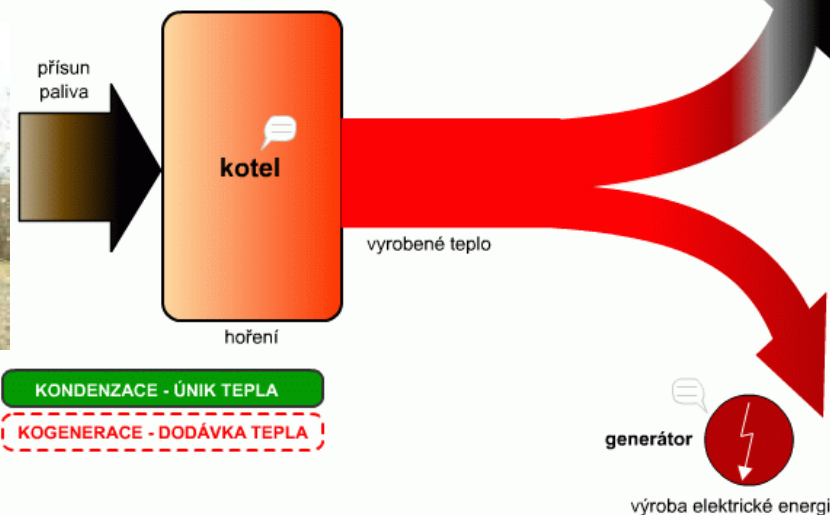 přísun
paliva
kotel
vyrobené teplo
hoření
KONDENZACE - ÚNIK TEPLA
KOGENERACE - DODÁVKA TEPLA
generátor
výroba elektrické energi